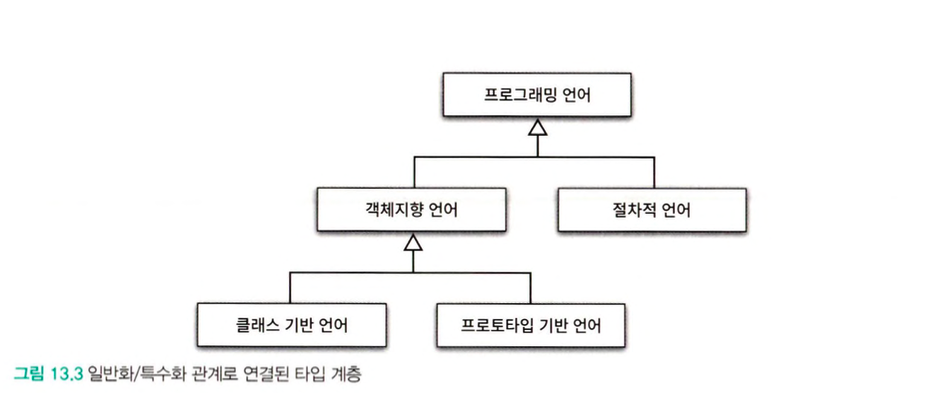 프로그래밍 언어
객체지향 언어
절차적 언어
클래스 기반 언어
프로토타입 기반 언어
그림 13.3 일반화/특수화 관계로 연결된 타입 계층